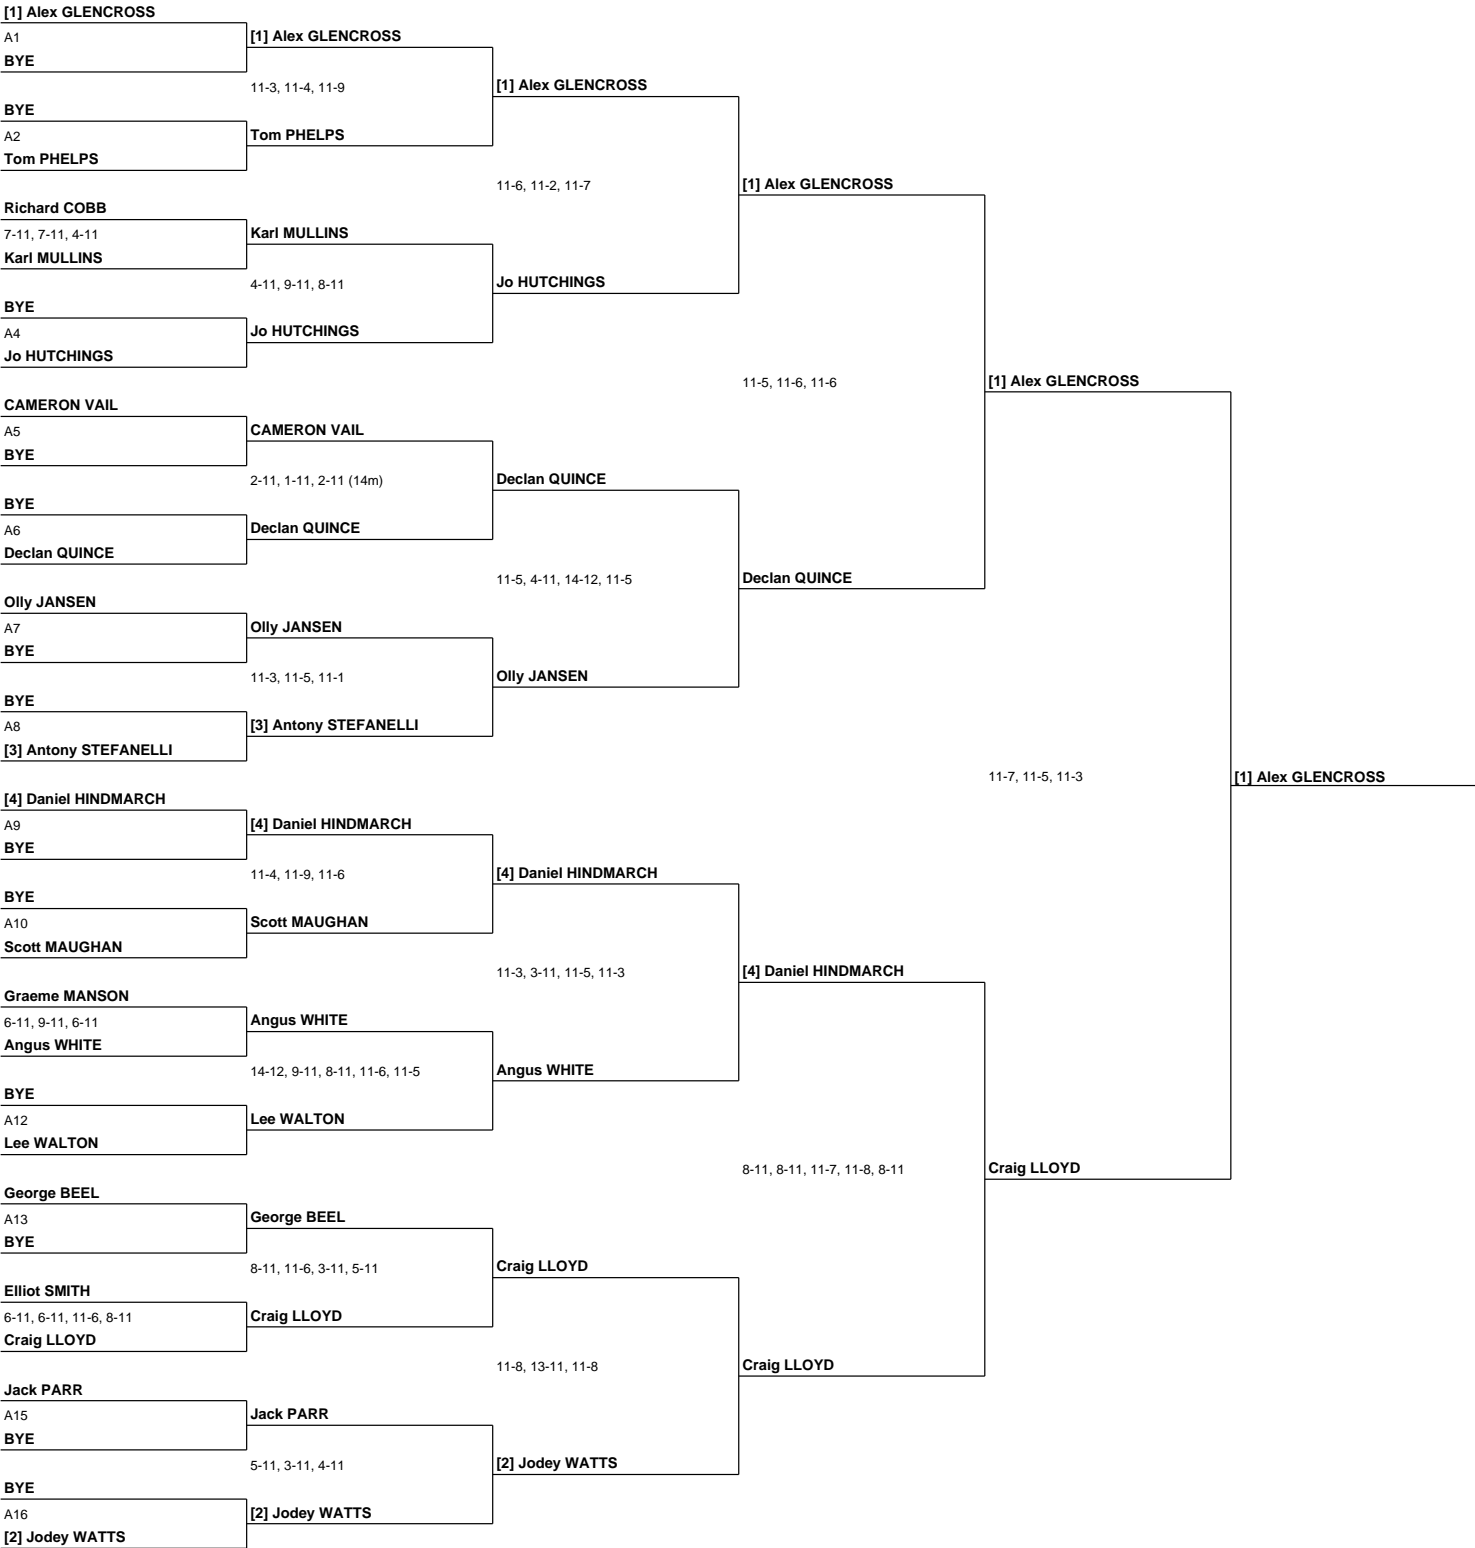 [1] Alex GLENCROSS
A1
[1] Alex GLENCROSS
BYE
11-3, 11-4, 11-9
[1] Alex GLENCROSS
BYE
A2
Tom PHELPS
Tom PHELPS
11-6, 11-2, 11-7
[1] Alex GLENCROSS
Richard COBB
7-11, 7-11, 4-11
Karl MULLINS
Karl MULLINS
4-11, 9-11, 8-11
Jo HUTCHINGS
BYE
A4
Jo HUTCHINGS
Jo HUTCHINGS
11-5, 11-6, 11-6
[1] Alex GLENCROSS
CAMERON VAIL
A5
CAMERON VAIL
BYE
2-11, 1-11, 2-11 (14m)
Declan QUINCE
BYE
A6
Declan QUINCE
Declan QUINCE
11-5, 4-11, 14-12, 11-5
Declan QUINCE
Olly JANSEN
A7
Olly JANSEN
BYE
11-3, 11-5, 11-1
Olly JANSEN
BYE
A8
[3] Antony STEFANELLI
[3] Antony STEFANELLI
11-7, 11-5, 11-3
[1] Alex GLENCROSS
[4] Daniel HINDMARCH
A9
[4] Daniel HINDMARCH
BYE
11-4, 11-9, 11-6
[4] Daniel HINDMARCH
BYE
A10
Scott MAUGHAN
Scott MAUGHAN
11-3, 3-11, 11-5, 11-3
[4] Daniel HINDMARCH
Graeme MANSON
6-11, 9-11, 6-11
Angus WHITE
Angus WHITE
14-12, 9-11, 8-11, 11-6, 11-5
Angus WHITE
BYE
A12
Lee WALTON
Lee WALTON
8-11, 8-11, 11-7, 11-8, 8-11
Craig LLOYD
George BEEL
A13
George BEEL
BYE
8-11, 11-6, 3-11, 5-11
Craig LLOYD
Elliot SMITH
6-11, 6-11, 11-6, 8-11
Craig LLOYD
Craig LLOYD
11-8, 13-11, 11-8
Craig LLOYD
Jack PARR
A15
Jack PARR
BYE
5-11, 3-11, 4-11
[2] Jodey WATTS
BYE
A16
[2] Jodey WATTS
[2] Jodey WATTS